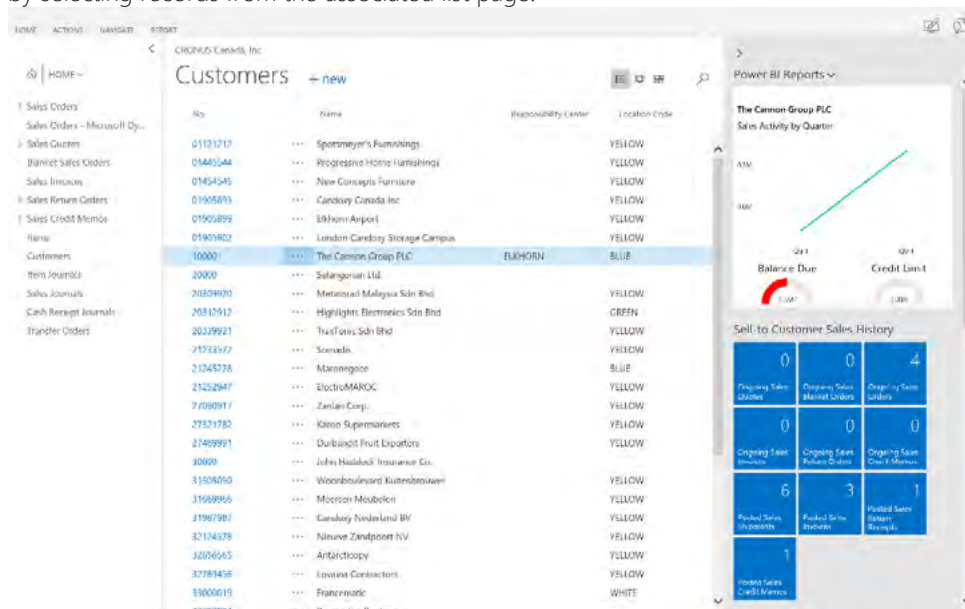 by selecting records from the associated list page.
HOME ACTIONS NAVIGATE REPORT
CRONUS Canada, Inc.
HOME
Customers + new
Power BI Reports
Sales Orders
Sales Orders – Microsoft Dy...
Sales Quotes
Blanket Sales Orders
Sales Invoices
Sales Return Orders
Sales Credit Memos
Items
Customers
Item Journals
Sales Journals
Cash Receipt Journals
Transfer Orders
No. Name Responsibility Center Location Code
01121212 ··· Spotsmeyer's Furnishings YELLOW
01445544 ··· Progressive Home Furnishings YELLOW
01454545 ··· New Concepts Furniture YELLOW
01905893 ··· Candoxy Canada Inc. YELLOW
01905899 ··· Elkhorn Airport YELLOW
01905902 ··· London Candoxy Storage Campus YELLOW
10000 ··· The Cannon Group PLC ELKHORN BLUE
20000 ··· Selangorian Ltd.
20309920 ··· Metatorad Malaysia Sdn Bhd YELLOW
20312912 ··· Highlights Electronics Sdn Bhd GREEN
20339921 ··· TraxTonic Sdn Bhd YELLOW
21233572 ··· Somadis YELLOW
21245278 ··· Maronegoce BLUE
21252947 ··· ElectroMAROC YELLOW
27090917 ··· Zanlan Corp. YELLOW
27321782 ··· Karoo Supermarkets YELLOW
27489991 ··· Durbandit Fruit Exporters YELLOW
30000 ··· John Haddock Insurance Co.
31505050 ··· Woonboulevard Kuitenbrouwer YELLOW
31669966 ··· Meersen Meubelen YELLOW
31987987 ··· Candoxy Nederland BV YELLOW
32124578 ··· Nieuwe Zandpoort NV YELLOW
32656565 ··· Antarcticopy YELLOW
32789456 ··· Lovaina Contractors YELLOW
33000019 ··· Francematic WHITE
The Cannon Group PLC
Sales Activity by Quarter
Balance Due Credit Limit
Sell-to Customer Sales History
0 0 4
Ongoing Sales Quotes
Ongoing Sales Blanket Orders
Ongoing Sales Orders
0 0 0
Ongoing Sales Invoices
Ongoing Sales Return Orders
Ongoing Sales Credit Memos
6 3 1
Posted Sales Shipments
Posted Sales Invoices
Posted Sales Return Receipts
1
Posted Sales Credit Memos